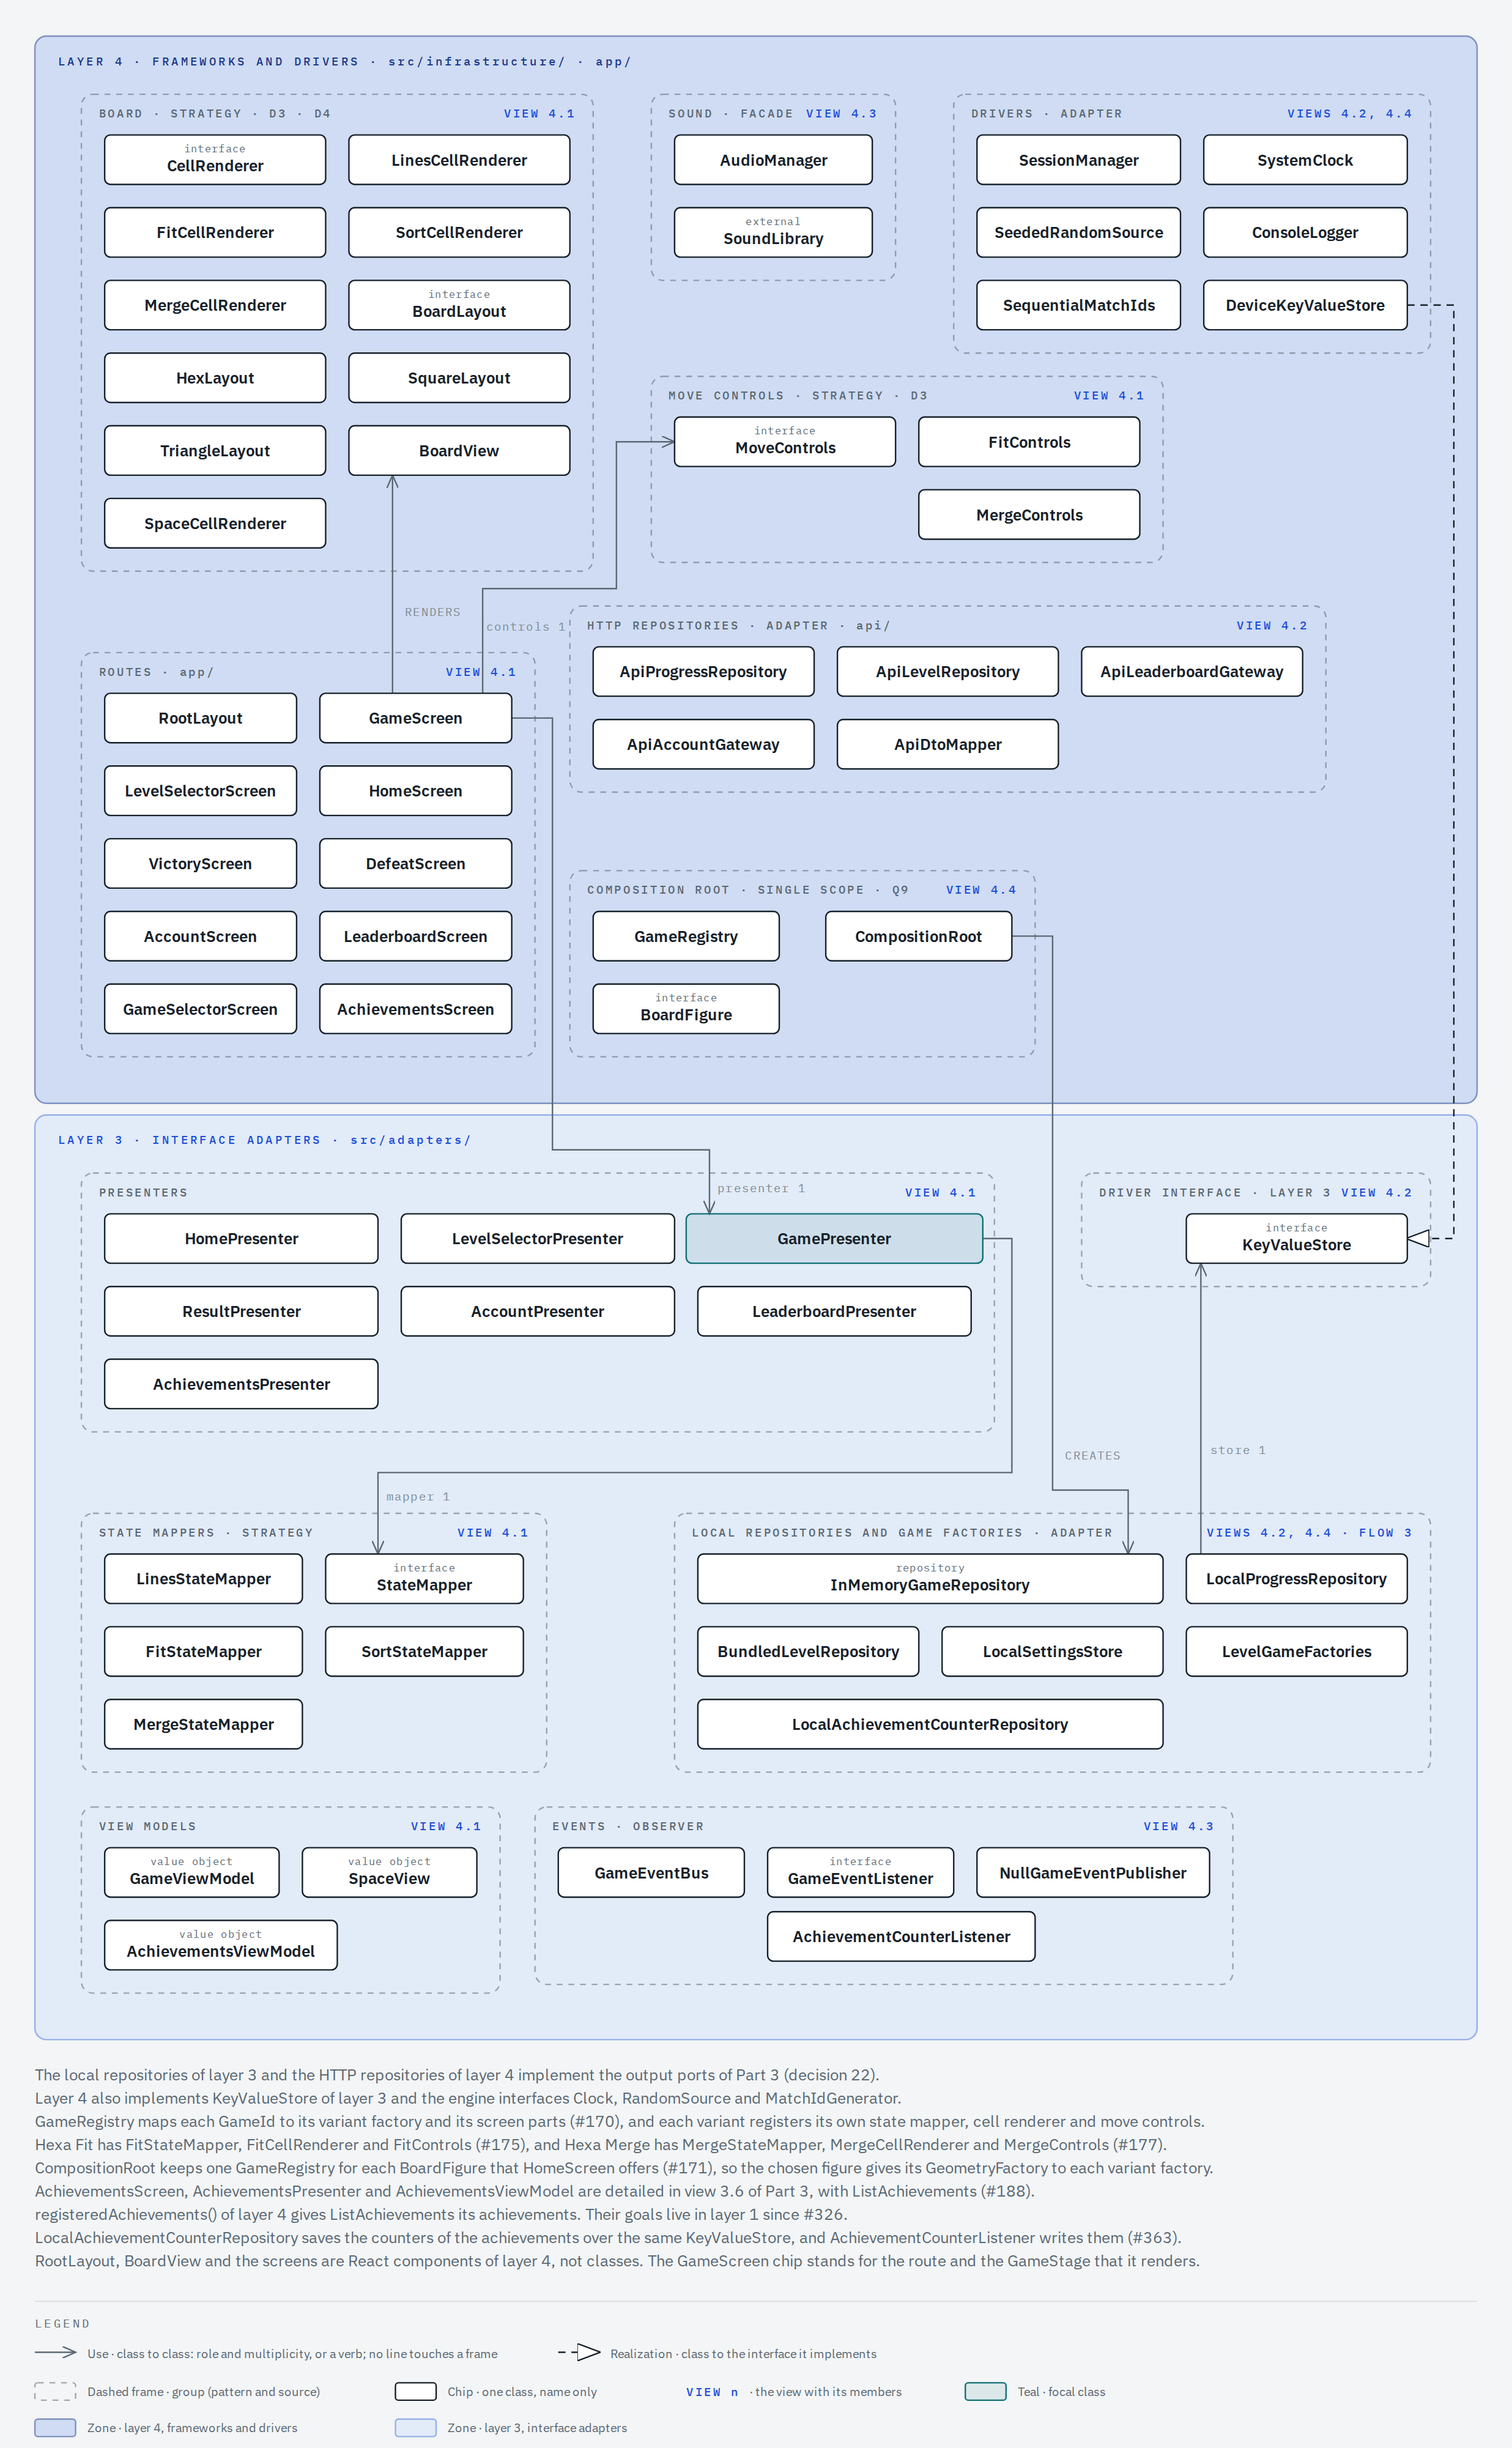 LAYER 4 · FRAMEWORKS AND DRIVERS · src/infrastructure/ · app/
BOARD · STRATEGY · D3 · D4 VIEW 4.1
interface
CellRenderer
LinesCellRenderer
FitCellRenderer
SortCellRenderer
MergeCellRenderer
interface
BoardLayout
HexLayout
SquareLayout
TriangleLayout
BoardView
SpaceCellRenderer
SOUND · FACADE VIEW 4.3
AudioManager
external
SoundLibrary
DRIVERS · ADAPTER VIEWS 4.2, 4.4
SessionManager
SystemClock
SeededRandomSource
ConsoleLogger
SequentialMatchIds
DeviceKeyValueStore
MOVE CONTROLS · STRATEGY · D3 VIEW 4.1
interface
MoveControls
FitControls
MergeControls
RENDERS
controls 1
HTTP REPOSITORIES · ADAPTER · api/ VIEW 4.2
ApiProgressRepository
ApiLevelRepository
ApiLeaderboardGateway
ApiAccountGateway
ApiDtoMapper
ROUTES · app/ VIEW 4.1
RootLayout
GameScreen
LevelSelectorScreen
HomeScreen
VictoryScreen
DefeatScreen
AccountScreen
LeaderboardScreen
GameSelectorScreen
AchievementsScreen
COMPOSITION ROOT · SINGLE SCOPE · Q9 VIEW 4.4
GameRegistry
CompositionRoot
interface
BoardFigure
LAYER 3 · INTERFACE ADAPTERS · src/adapters/
PRESENTERS VIEW 4.1
presenter 1
HomePresenter
LevelSelectorPresenter
GamePresenter
ResultPresenter
AccountPresenter
LeaderboardPresenter
AchievementsPresenter
DRIVER INTERFACE · LAYER 3 VIEW 4.2
interface
KeyValueStore
store 1
CREATES
mapper 1
STATE MAPPERS · STRATEGY VIEW 4.1
LinesStateMapper
interface
StateMapper
FitStateMapper
SortStateMapper
MergeStateMapper
LOCAL REPOSITORIES AND GAME FACTORIES · ADAPTER VIEWS 4.2, 4.4 · FLOW 3
repository
InMemoryGameRepository
LocalProgressRepository
BundledLevelRepository
LocalSettingsStore
LevelGameFactories
LocalAchievementCounterRepository
VIEW MODELS VIEW 4.1
value object
GameViewModel
value object
SpaceView
value object
AchievementsViewModel
EVENTS · OBSERVER VIEW 4.3
GameEventBus
interface
GameEventListener
NullGameEventPublisher
AchievementCounterListener
The local repositories of layer 3 and the HTTP repositories of layer 4 implement the output ports of Part 3 (decision 22).
Layer 4 also implements KeyValueStore of layer 3 and the engine interfaces Clock, RandomSource and MatchIdGenerator.
GameRegistry maps each GameId to its variant factory and its screen parts (#170), and each variant registers its own state mapper, cell renderer and move controls.
Hexa Fit has FitStateMapper, FitCellRenderer and FitControls (#175), and Hexa Merge has MergeStateMapper, MergeCellRenderer and MergeControls (#177).
CompositionRoot keeps one GameRegistry for each BoardFigure that HomeScreen offers (#171), so the chosen figure gives its GeometryFactory to each variant factory.
AchievementsScreen, AchievementsPresenter and AchievementsViewModel are detailed in view 3.6 of Part 3, with ListAchievements (#188).
registeredAchievements() of layer 4 gives ListAchievements its achievements. Their goals live in layer 1 since #326.
LocalAchievementCounterRepository saves the counters of the achievements over the same KeyValueStore, and AchievementCounterListener writes them (#363).
RootLayout, BoardView and the screens are React components of layer 4, not classes. The GameScreen chip stands for the route and the GameStage that it renders.
LEGEND
Use · class to class: role and multiplicity, or a verb; no line touches a frame
Realization · class to the interface it implements
Dashed frame · group (pattern and source)
Chip · one class, name only
VIEW n · the view with its members
Teal · focal class
Zone · layer 4, frameworks and drivers
Zone · layer 3, interface adapters